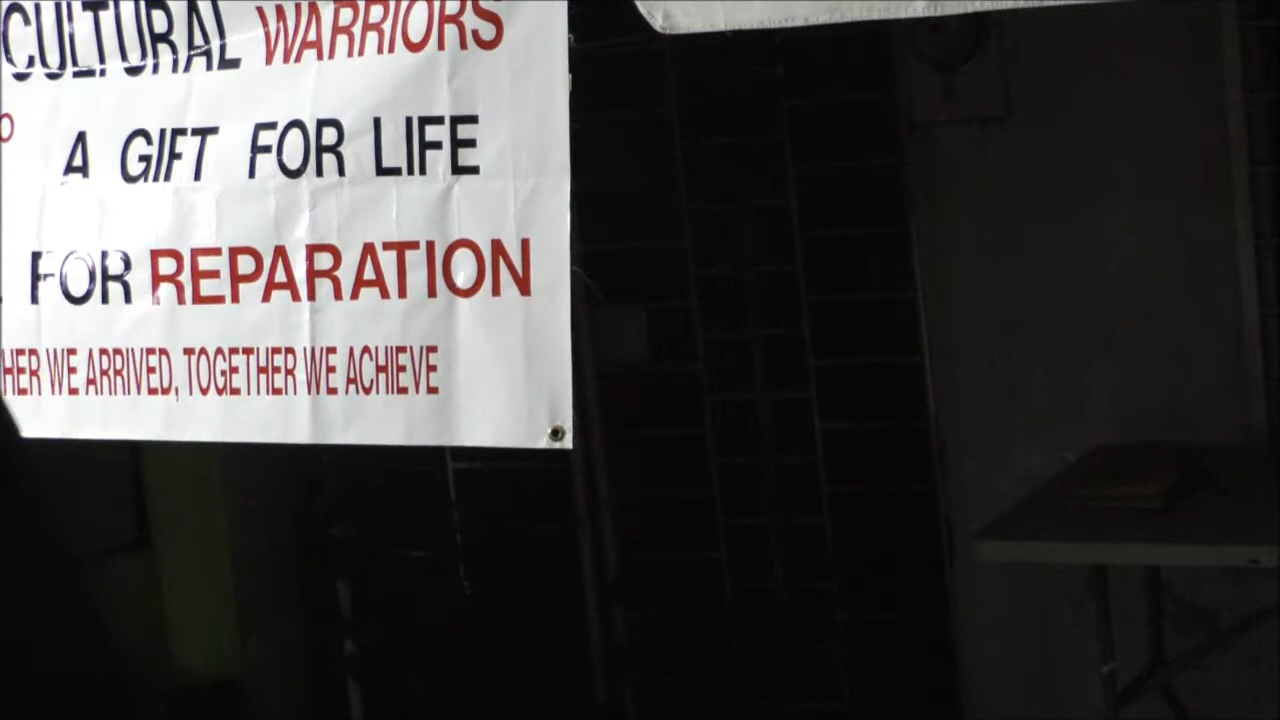 CULTURAL WARRIORS
A GIFT FOR LIFE
FOR REPARATION
HER WE ARRIVED, TOGETHER WE ACHIEVE